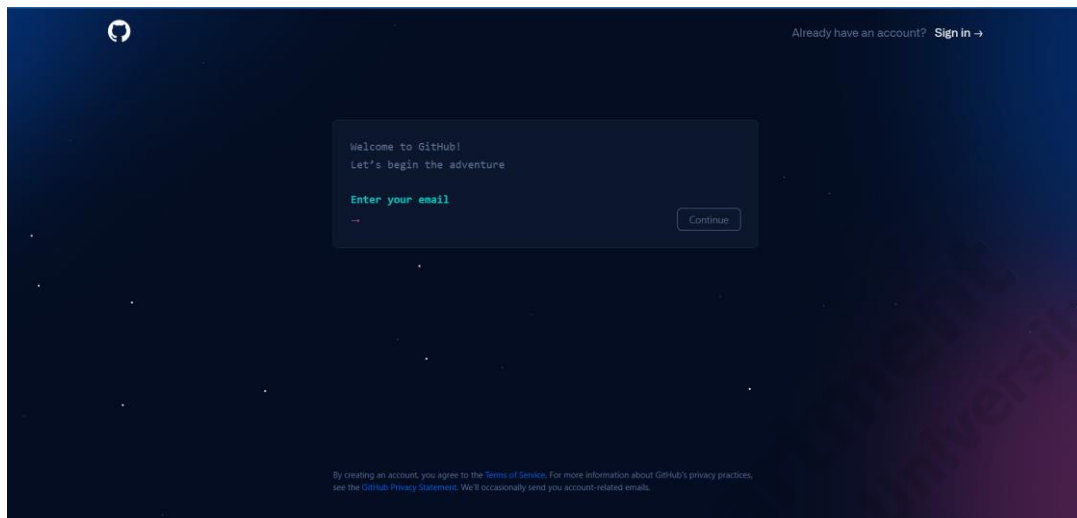 Already have an account? Sign in →
Welcome to GitHub!
Let's begin the adventure
Enter your email
→
Continue
By creating an account, you agree to the Terms of Service. For more information about GitHub's privacy practices,
see the GitHub Privacy Statement. We'll occasionally send you account-related emails.